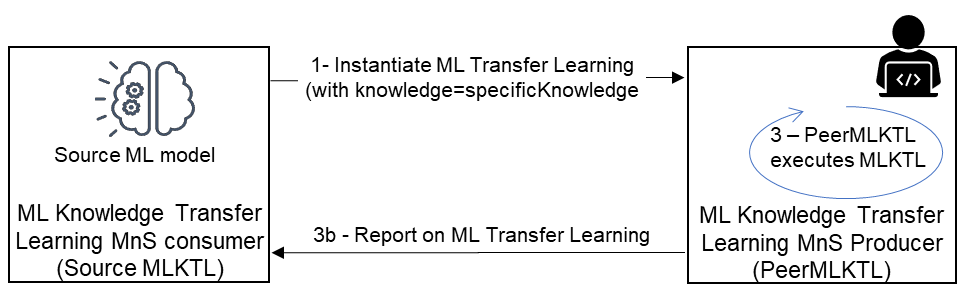 Source ML model
ML Knowledge Transfer
Learning MnS consumer
(Source MLKTL)
1- Instantiate ML Transfer Learning
(with knowledge=specificKnowledge
3b - Report on ML Transfer Learning
</>
3 – PeerMLKTL
executes MLKTL
ML Knowledge Transfer
Learning MnS Producer
(PeerMLKTL)